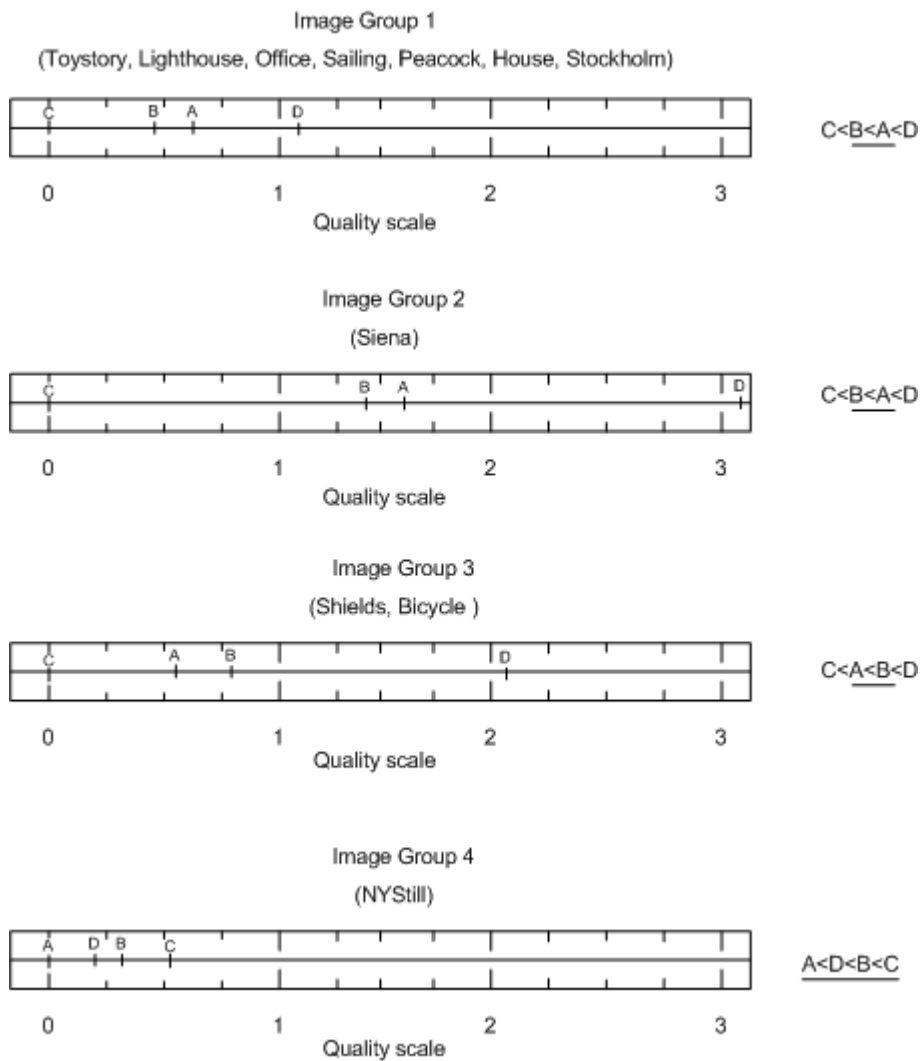 Image Group 1
(Toystory, Lighthouse, Office, Sailing, Peacock, House, Stockholm)
C B A D
C<B<A<D
0 1 2 3
Quality scale
Image Group 2
(Siena)
C B A D
C<B<A<D
0 1 2 3
Quality scale
Image Group 3
(Shields, Bicycle )
C A B D
C<A<B<D
0 1 2 3
Quality scale
Image Group 4
(NYStill)
A D B C
A<D<B<C
0 1 2 3
Quality scale